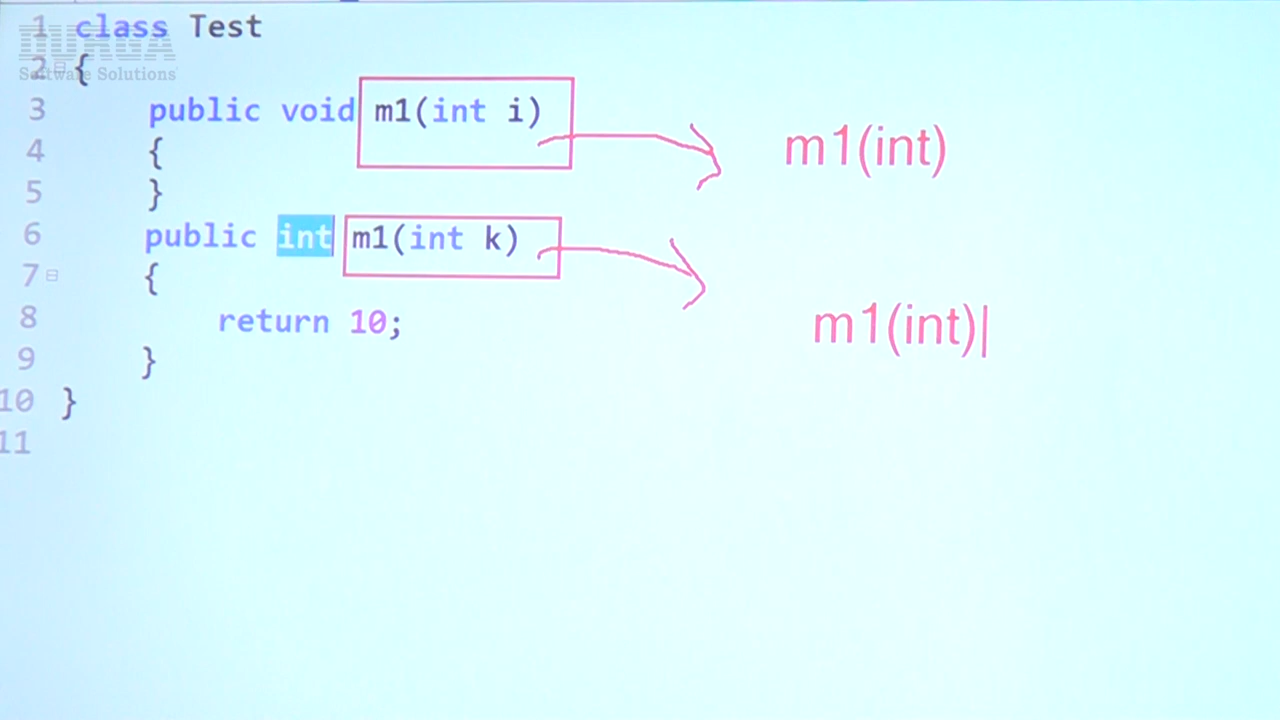 1 class Test
Software Solutions
2 {
3 public void m1(int i)
4 {
5 }
6 public int m1(int k)
7 {
8 return 10;
9 }
10 }
11
m1(int)
m1(int)|